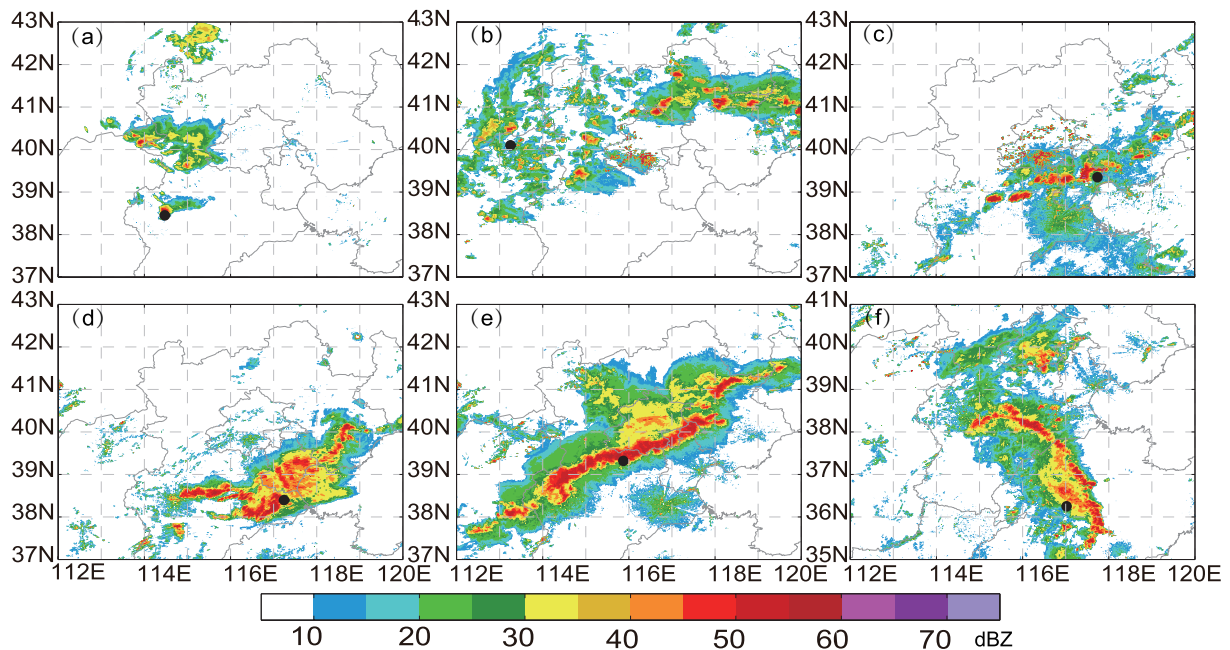 43N
(a)
42N
41N
40N
39N
38N
37N
43N
(b)
42N
41N
40N
39N
38N
37N
43N
(c)
42N
41N
40N
39N
38N
37N
43N
(d)
42N
41N
40N
39N
38N
37N
112E 114E 116E 118E 120E
43N
(e)
42N
41N
40N
39N
38N
37N
112E 114E 116E 118E 120E
41N
(f)
40N
39N
38N
37N
36N
35N
112E 114E 116E 118E 120E
10 20 30 40 50 60 70 dBZ